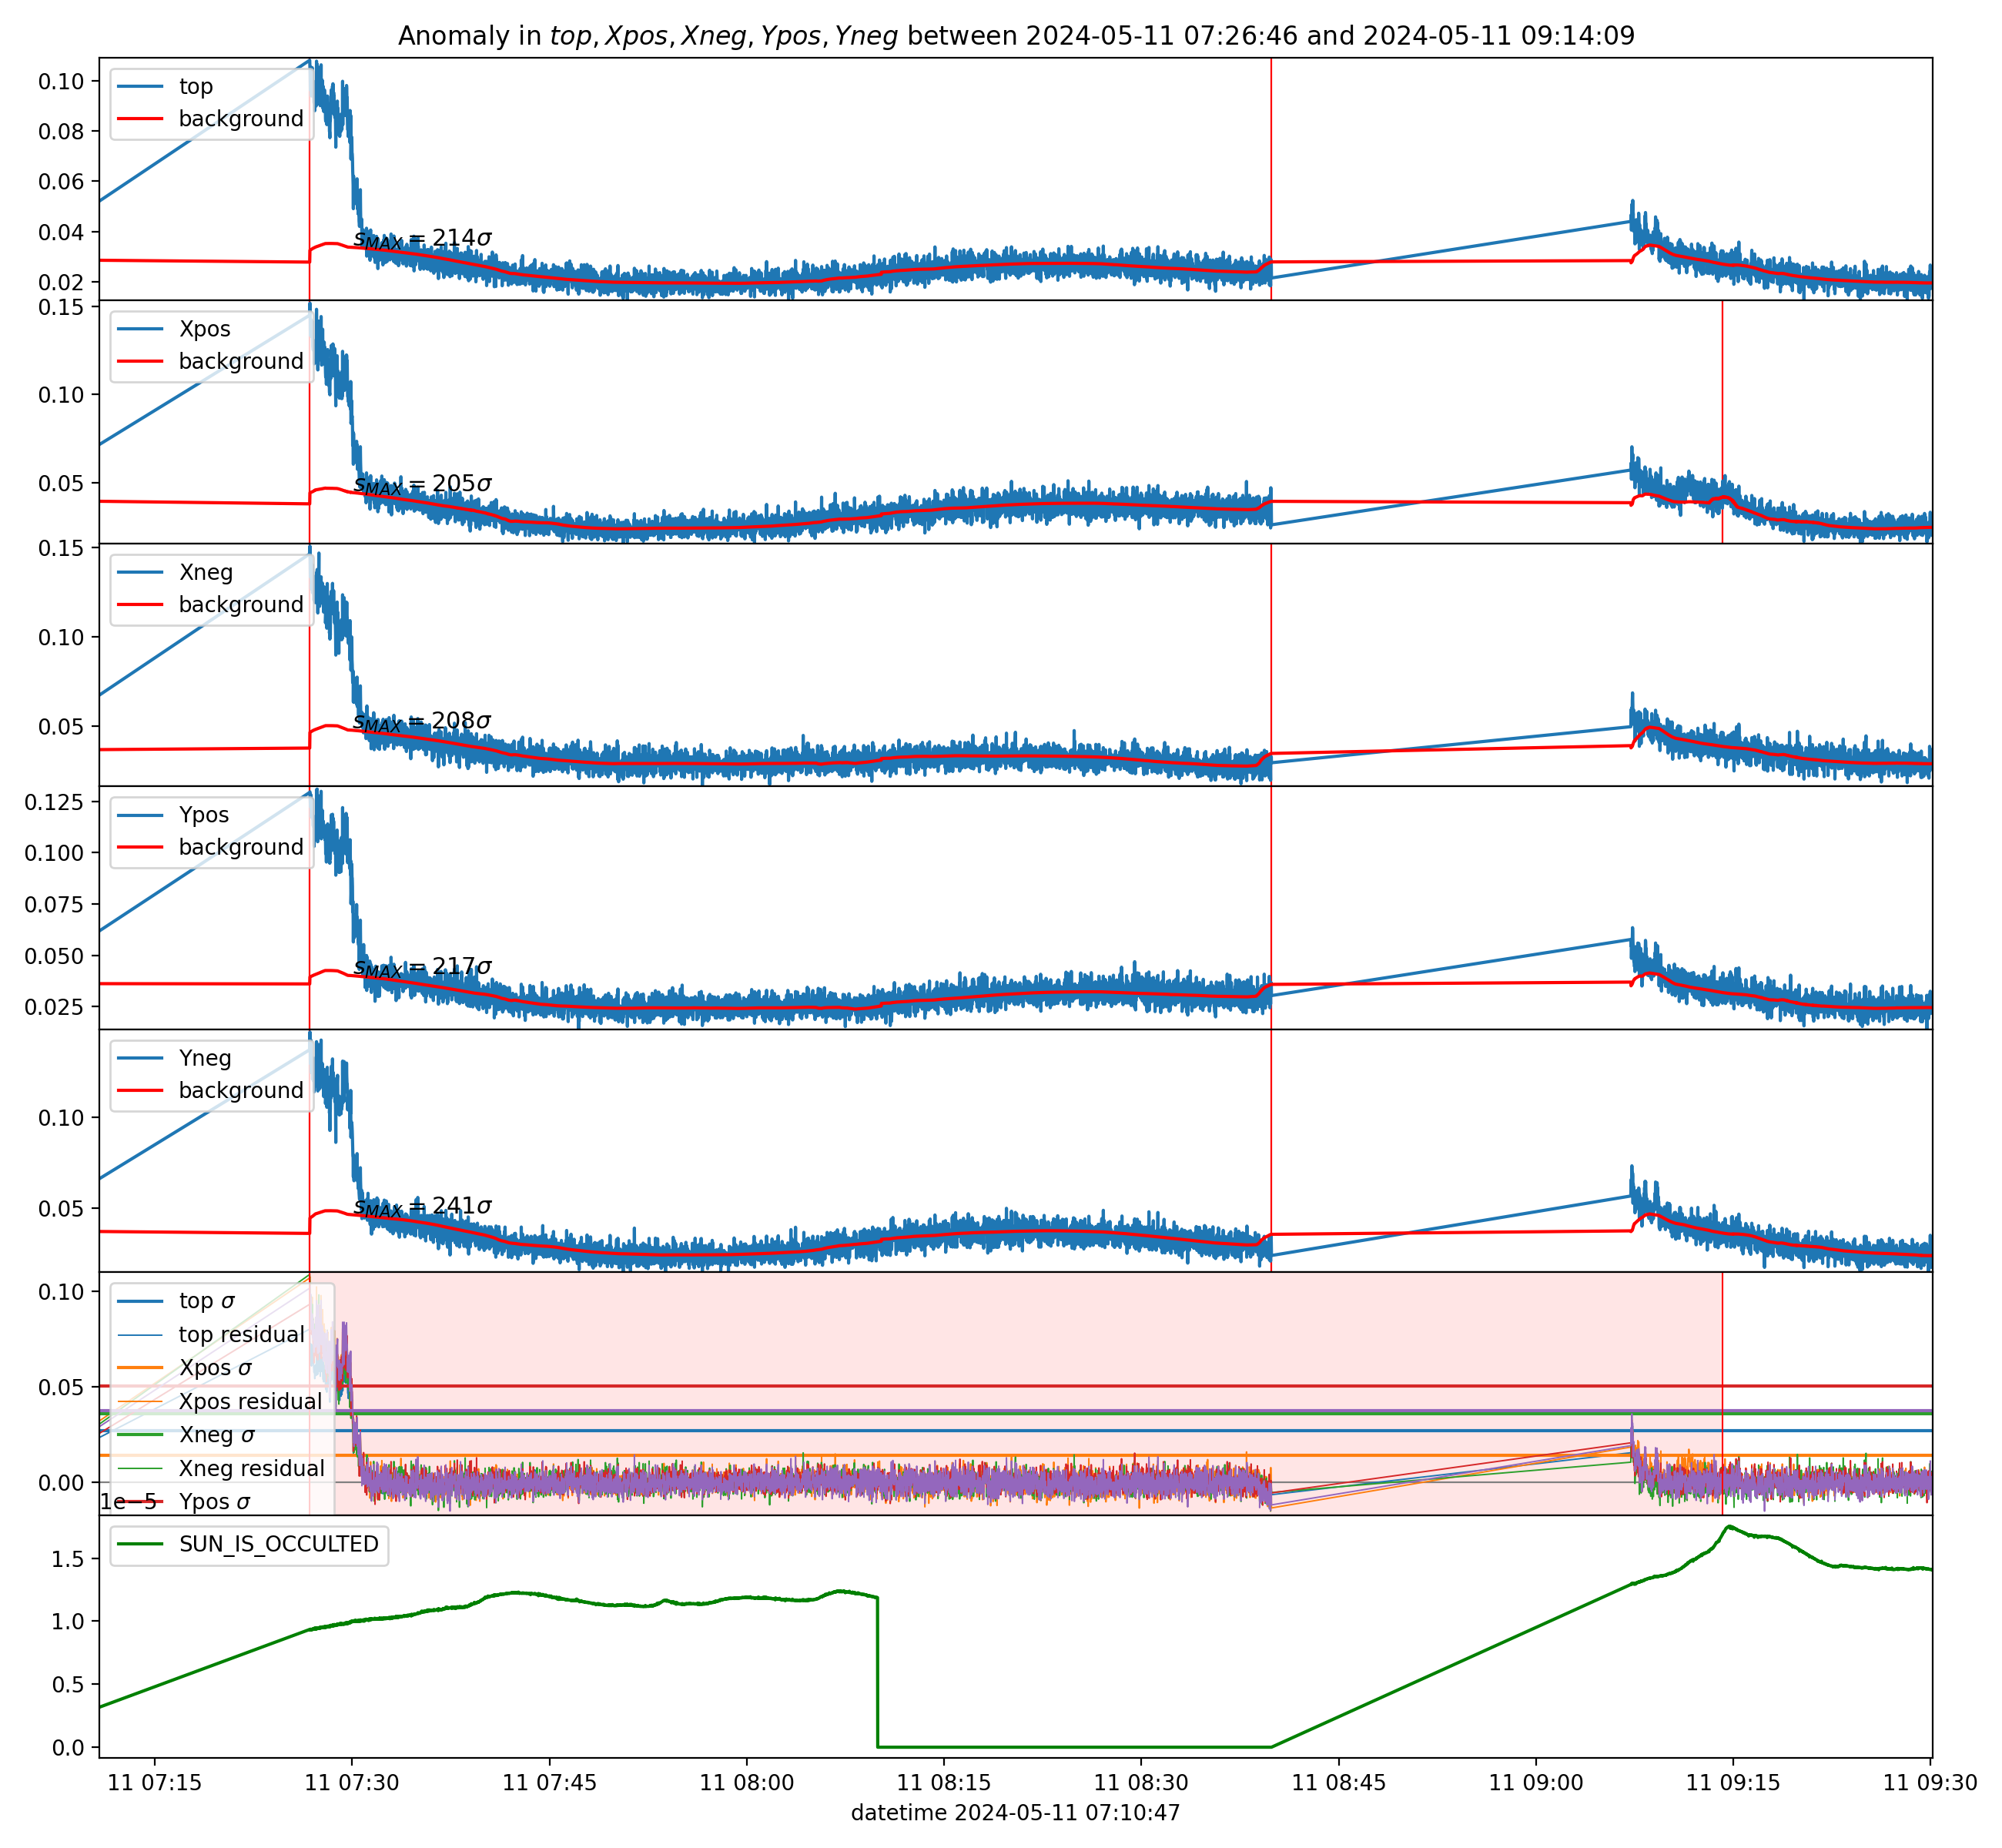 Anomaly in top, Xpos, Xneg, Ypos, Yneg between 2024-05-11 07:26:46 and 2024-05-11 09:14:09
0.10
0.08
0.06
0.04
0.02
top
background
sMAX = 214σ
0.15
0.10
0.05
Xpos
background
sMAX = 205σ
0.15
0.10
0.05
Xneg
background
sMAX = 208σ
0.125
0.100
0.075
0.050
0.025
Ypos
background
sMAX = 217σ
0.10
0.05
Yneg
background
sMAX = 241σ
0.10
0.05
0.00
top σ
top residual
Xpos σ
Xpos residual
Xneg σ
Xneg residual
Ypos σ
1e−5
1.5
1.0
0.5
0.0
SUN_IS_OCCULTED
11 07:15 11 07:30 11 07:45 11 08:00 11 08:15 11 08:30 11 08:45 11 09:00 11 09:15 11 09:30
datetime 2024-05-11 07:10:47